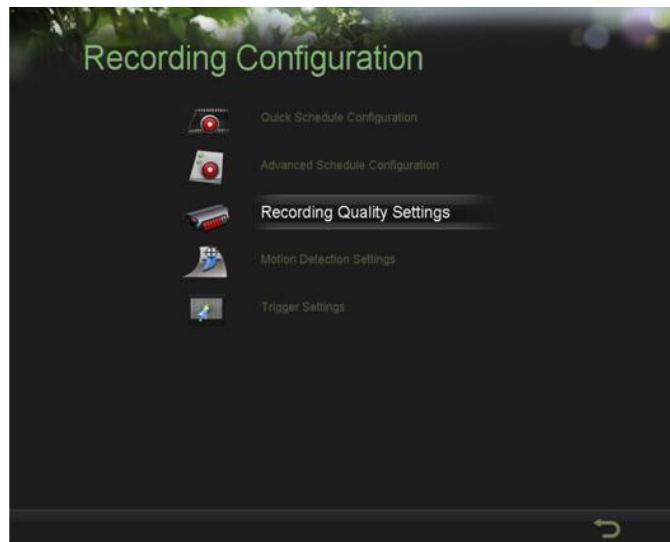 Recording Configuration
Quick Schedule Configuration
Advanced Schedule Configuration
Recording Quality Settings
Motion Detection Settings
Trigger Settings